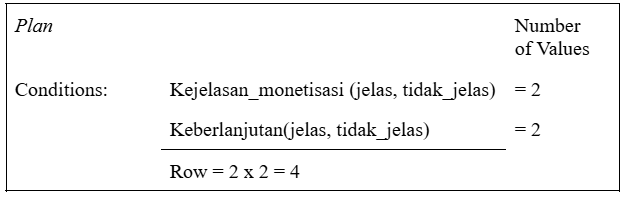 Plan Number
of Values
Conditions: Kejelasan_monetisasi (jelas, tidak_jelas) = 2
Keberlanjutan(jelas, tidak_jelas) = 2
Row = 2 x 2 = 4